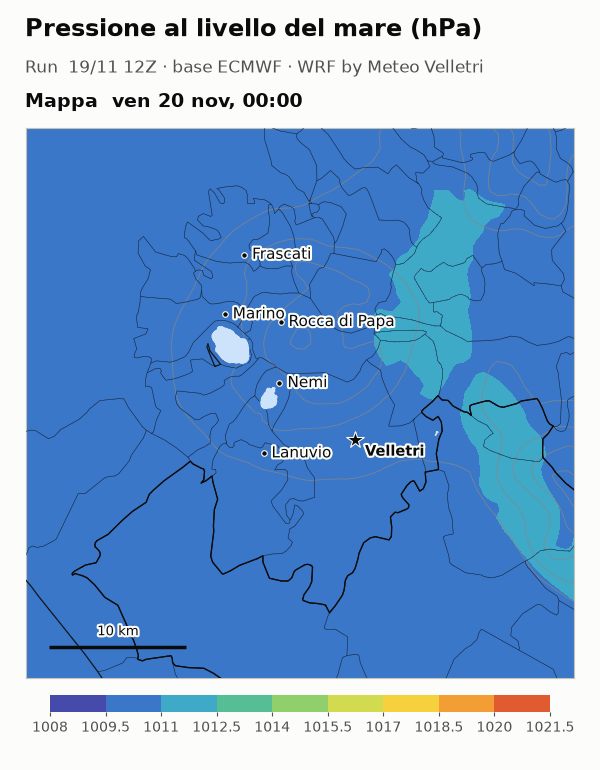 Pressione al livello del mare (hPa)
Run 19/11 12Z · base ECMWF · WRF by Meteo Velletri
Mappa ven 20 nov, 00:00
Frascati
Marino
Rocca di Papa
Nemi
Lanuvio
Velletri
10 km
1008 1009.5 1011 1012.5 1014 1015.5 1017 1018.5 1020 1021.5